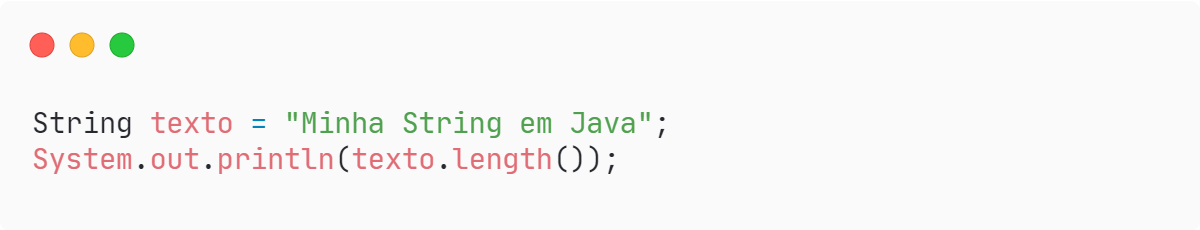 String texto = "Minha String em Java";
System.out.println(texto.length());